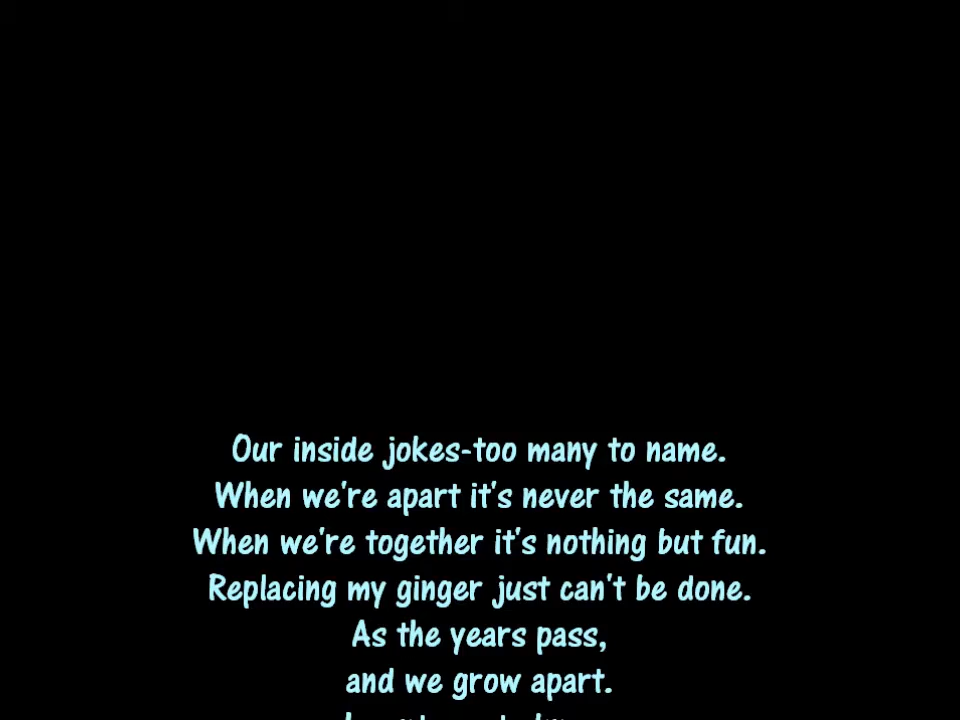 Our inside jokes-too many to name.
When we're apart it's never the same.
When we're together it's nothing but fun.
Replacing my ginger just can't be done.
As the years pass,
and we grow apart.